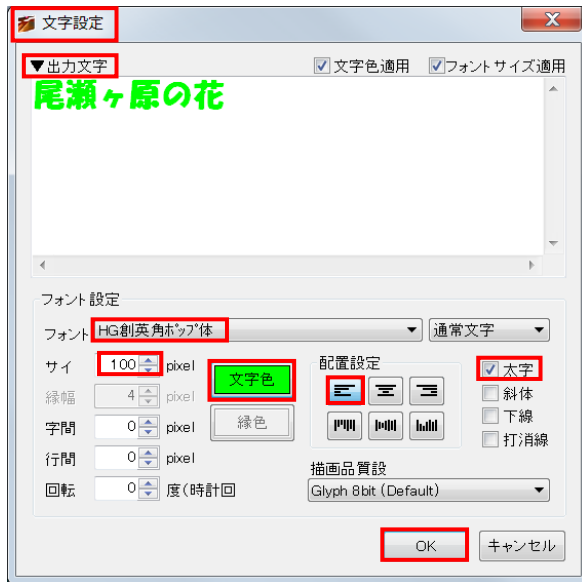 文字設定
▼出力文字 文字色適用 フォントサイズ適用
尾瀬ヶ原の花
フォント設定
フォント HG創英角ポップ体 通常文字
サイ 100 pixel 文字色 配置設定 太字
縁幅 4 pixel 斜体
字間 0 pixel 縁色 下線
行間 0 pixel 打消線
回転 0 度(時計回 描画品質設
Glyph 8bit (Default)
OK キャンセル